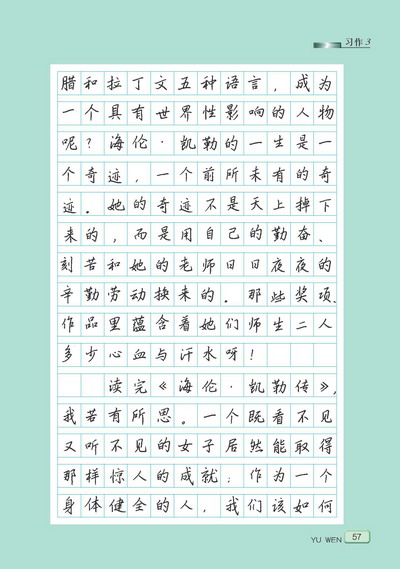 习作 3
腊和拉丁文五种语言，成为
一个具有世界性影响的人物
呢？海伦·凯勒的一生是一
个奇迹，一个前所未有的奇
迹。她的奇迹不是天上掉下
来的，而是用自己的勤奋、
刻苦和她的老师日日夜夜的
辛勤劳动换来的。那些奖项、
作品里蕴含着她们师生二人
多少心血与汗水呀！
读完《海伦·凯勒传》，
我若有所思。一个既看不见
又听不见的女子居然能取得
那样惊人的成就；作为一个
身体健全的人，我们该如何
YU WEN 57